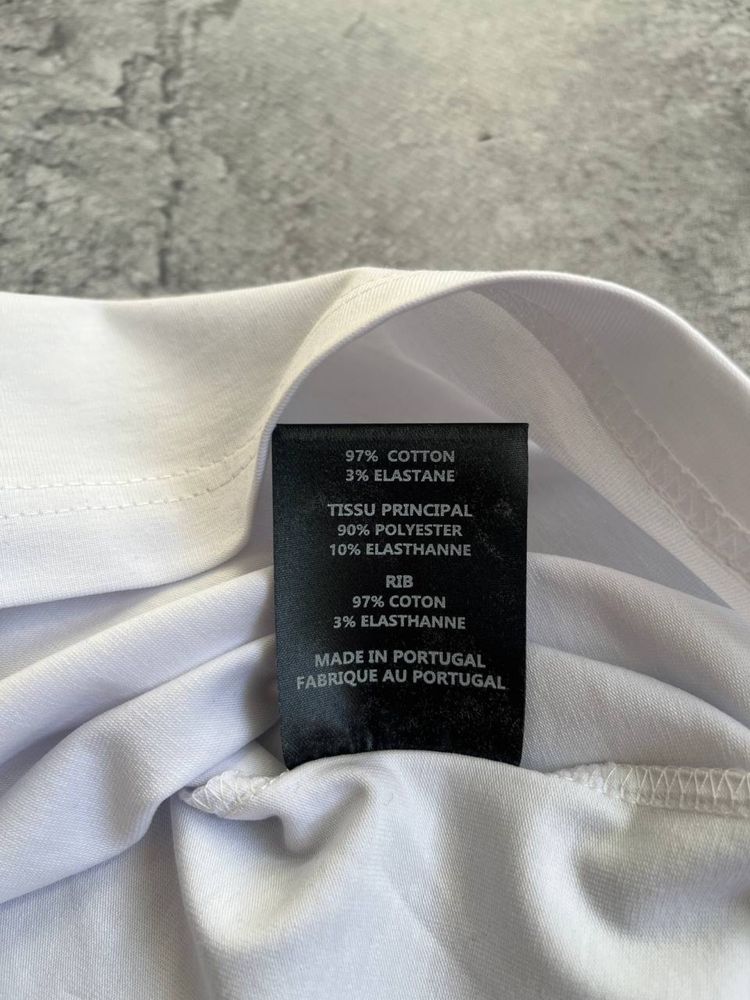 97% COTTON
3% ELASTANE
TISSU PRINCIPAL
90% POLYESTER
10% ELASTHANNE
RIB
97% COTON
3% ELASTHANNE
MADE IN PORTUGAL
FABRIQUE AU PORTUGAL